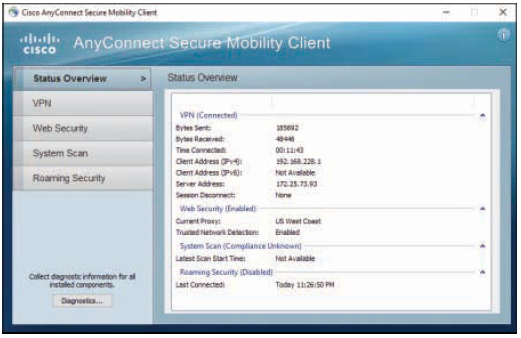 Cisco AnyConnect Secure Mobility Client
CISCO
AnyConnect Secure Mobility Client
Status Overview >
VPN
Web Security
System Scan
Roaming Security
Collect diagnostic information for all
installed components.
Diagnostics...
Status Overview
VPN (Connected)
Bytes Sent: 185692
Bytes Received: 48446
Time Connected: 00:11:43
Client Address (IPv4): 192.168.228.1
Client Address (IPv6): Not Available
Server Address: 172.25.73.93
Session Disconnect: None
Web Security (Enabled)
Current Proxy: US West Coast
Trusted Network Detection: Enabled
System Scan (Compliance Unknown)
Latest Scan Start Time: Not Available
Roaming Security (Disabled)
Last Connected: Today 11:26:50 PM